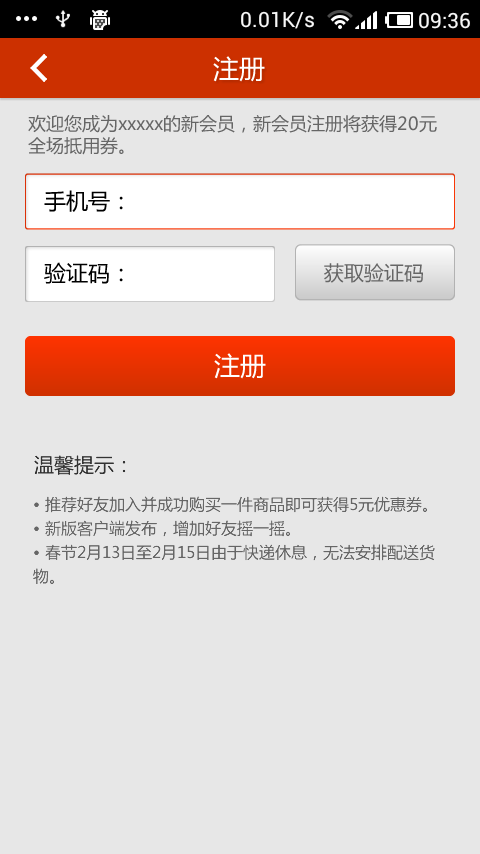 0.01K/s 09:36
注册
欢迎您成为xxxxx的新会员，新会员注册将获得20元
全场抵用券。
手机号：
验证码： 获取验证码
注册
温馨提示：
• 推荐好友加入并成功购买一件商品即可获得5元优惠券。
• 新版客户端发布，增加好友摇一摇。
• 春节2月13日至2月15日由于快递休息，无法安排配送货
物。